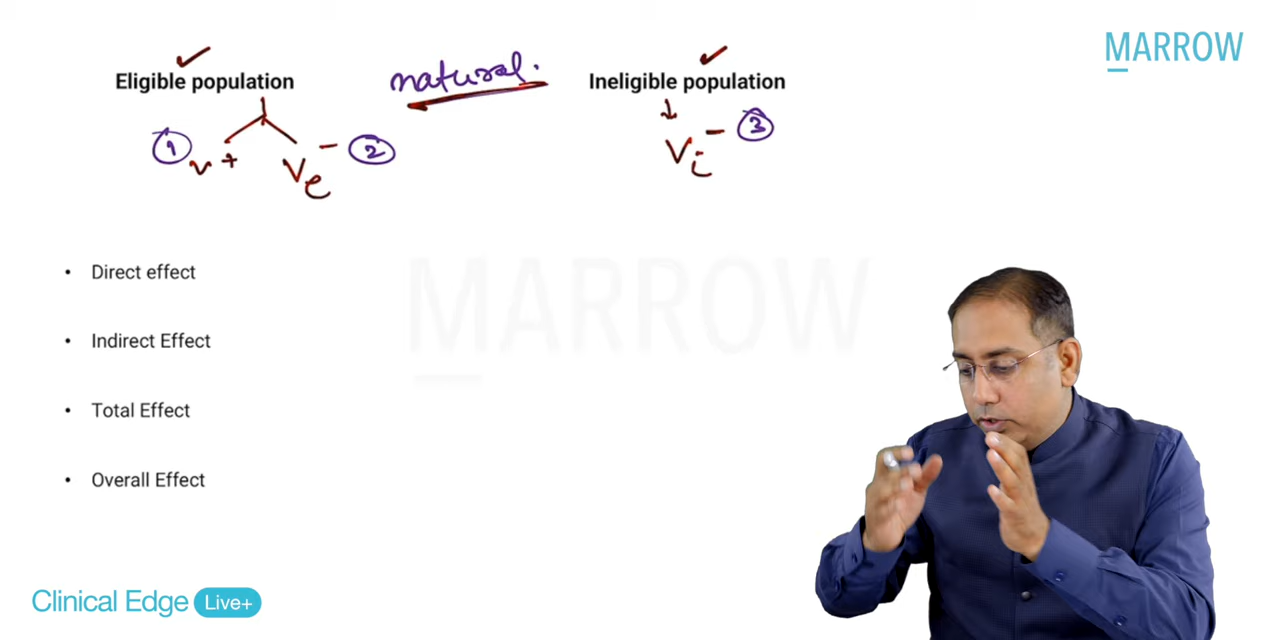 MARROW
Eligible population
natural.
Ineligible population
1 v+
Ve- 2
Vi- 3
• Direct effect
• Indirect Effect
• Total Effect
• Overall Effect
MARROW
Clinical Edge Live+